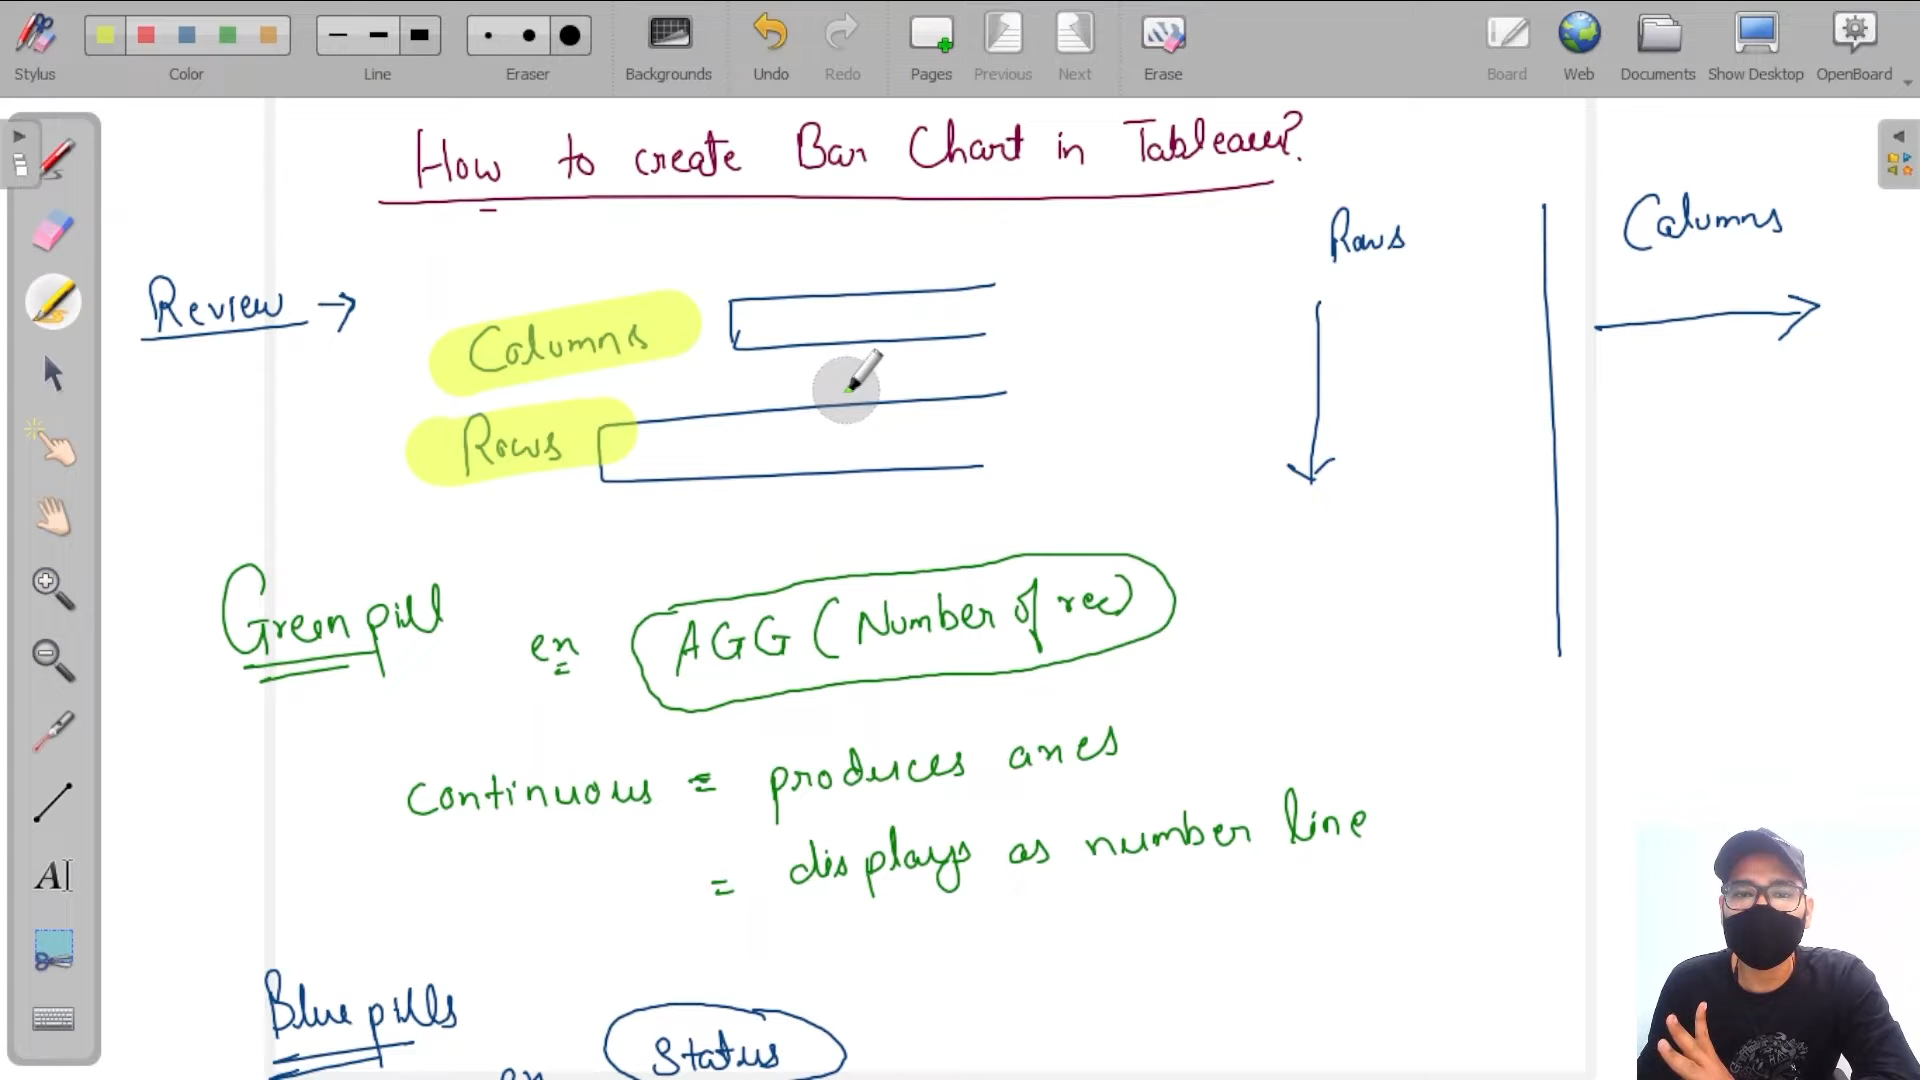 Stylus
Color
Line
Eraser
Backgrounds
Undo
Redo
Pages
Previous
Next
Erase
Board
Web
Documents
Show Desktop
OpenBoard
How to create Bar Chart in Tableau?
Review →
Columns
Rows
Rows
Columns
Green pill
ex
AGG (Number of rec)
continuous = produces axes
= displays as number line
Blue pills
ex
Status